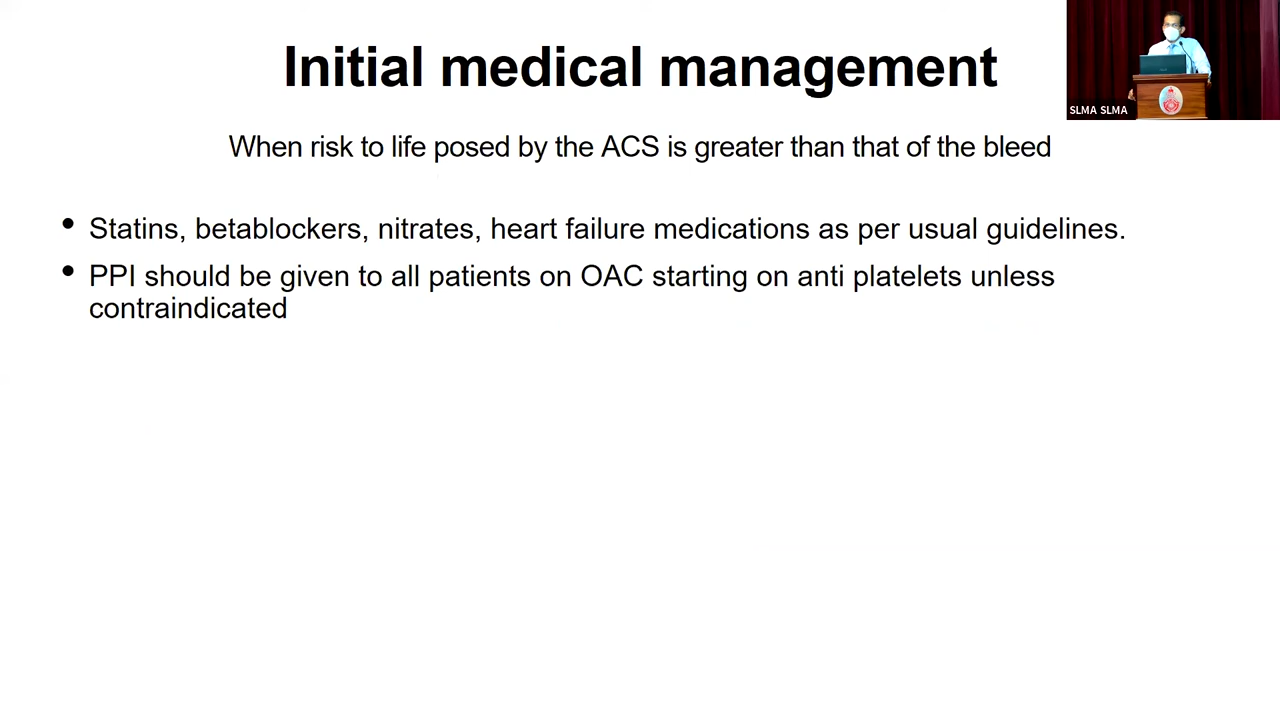 Initial medical management
SLMA SLMA
When risk to life posed by the ACS is greater than that of the bleed
• Statins, betablockers, nitrates, heart failure medications as per usual guidelines.
• PPI should be given to all patients on OAC starting on anti platelets unless
contraindicated